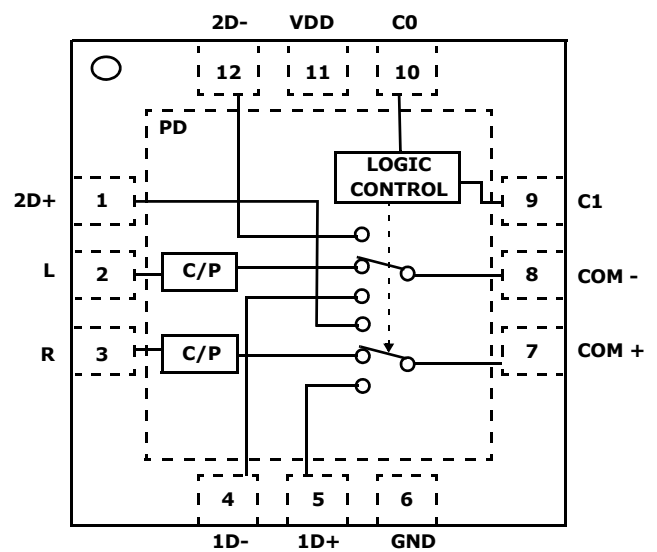 2D- VDD C0
12 11 10
PD
LOGIC
CONTROL
2D+ 1 9 C1
L 2 C/P 8 COM -
R 3 C/P 7 COM +
4 5 6
1D- 1D+ GND